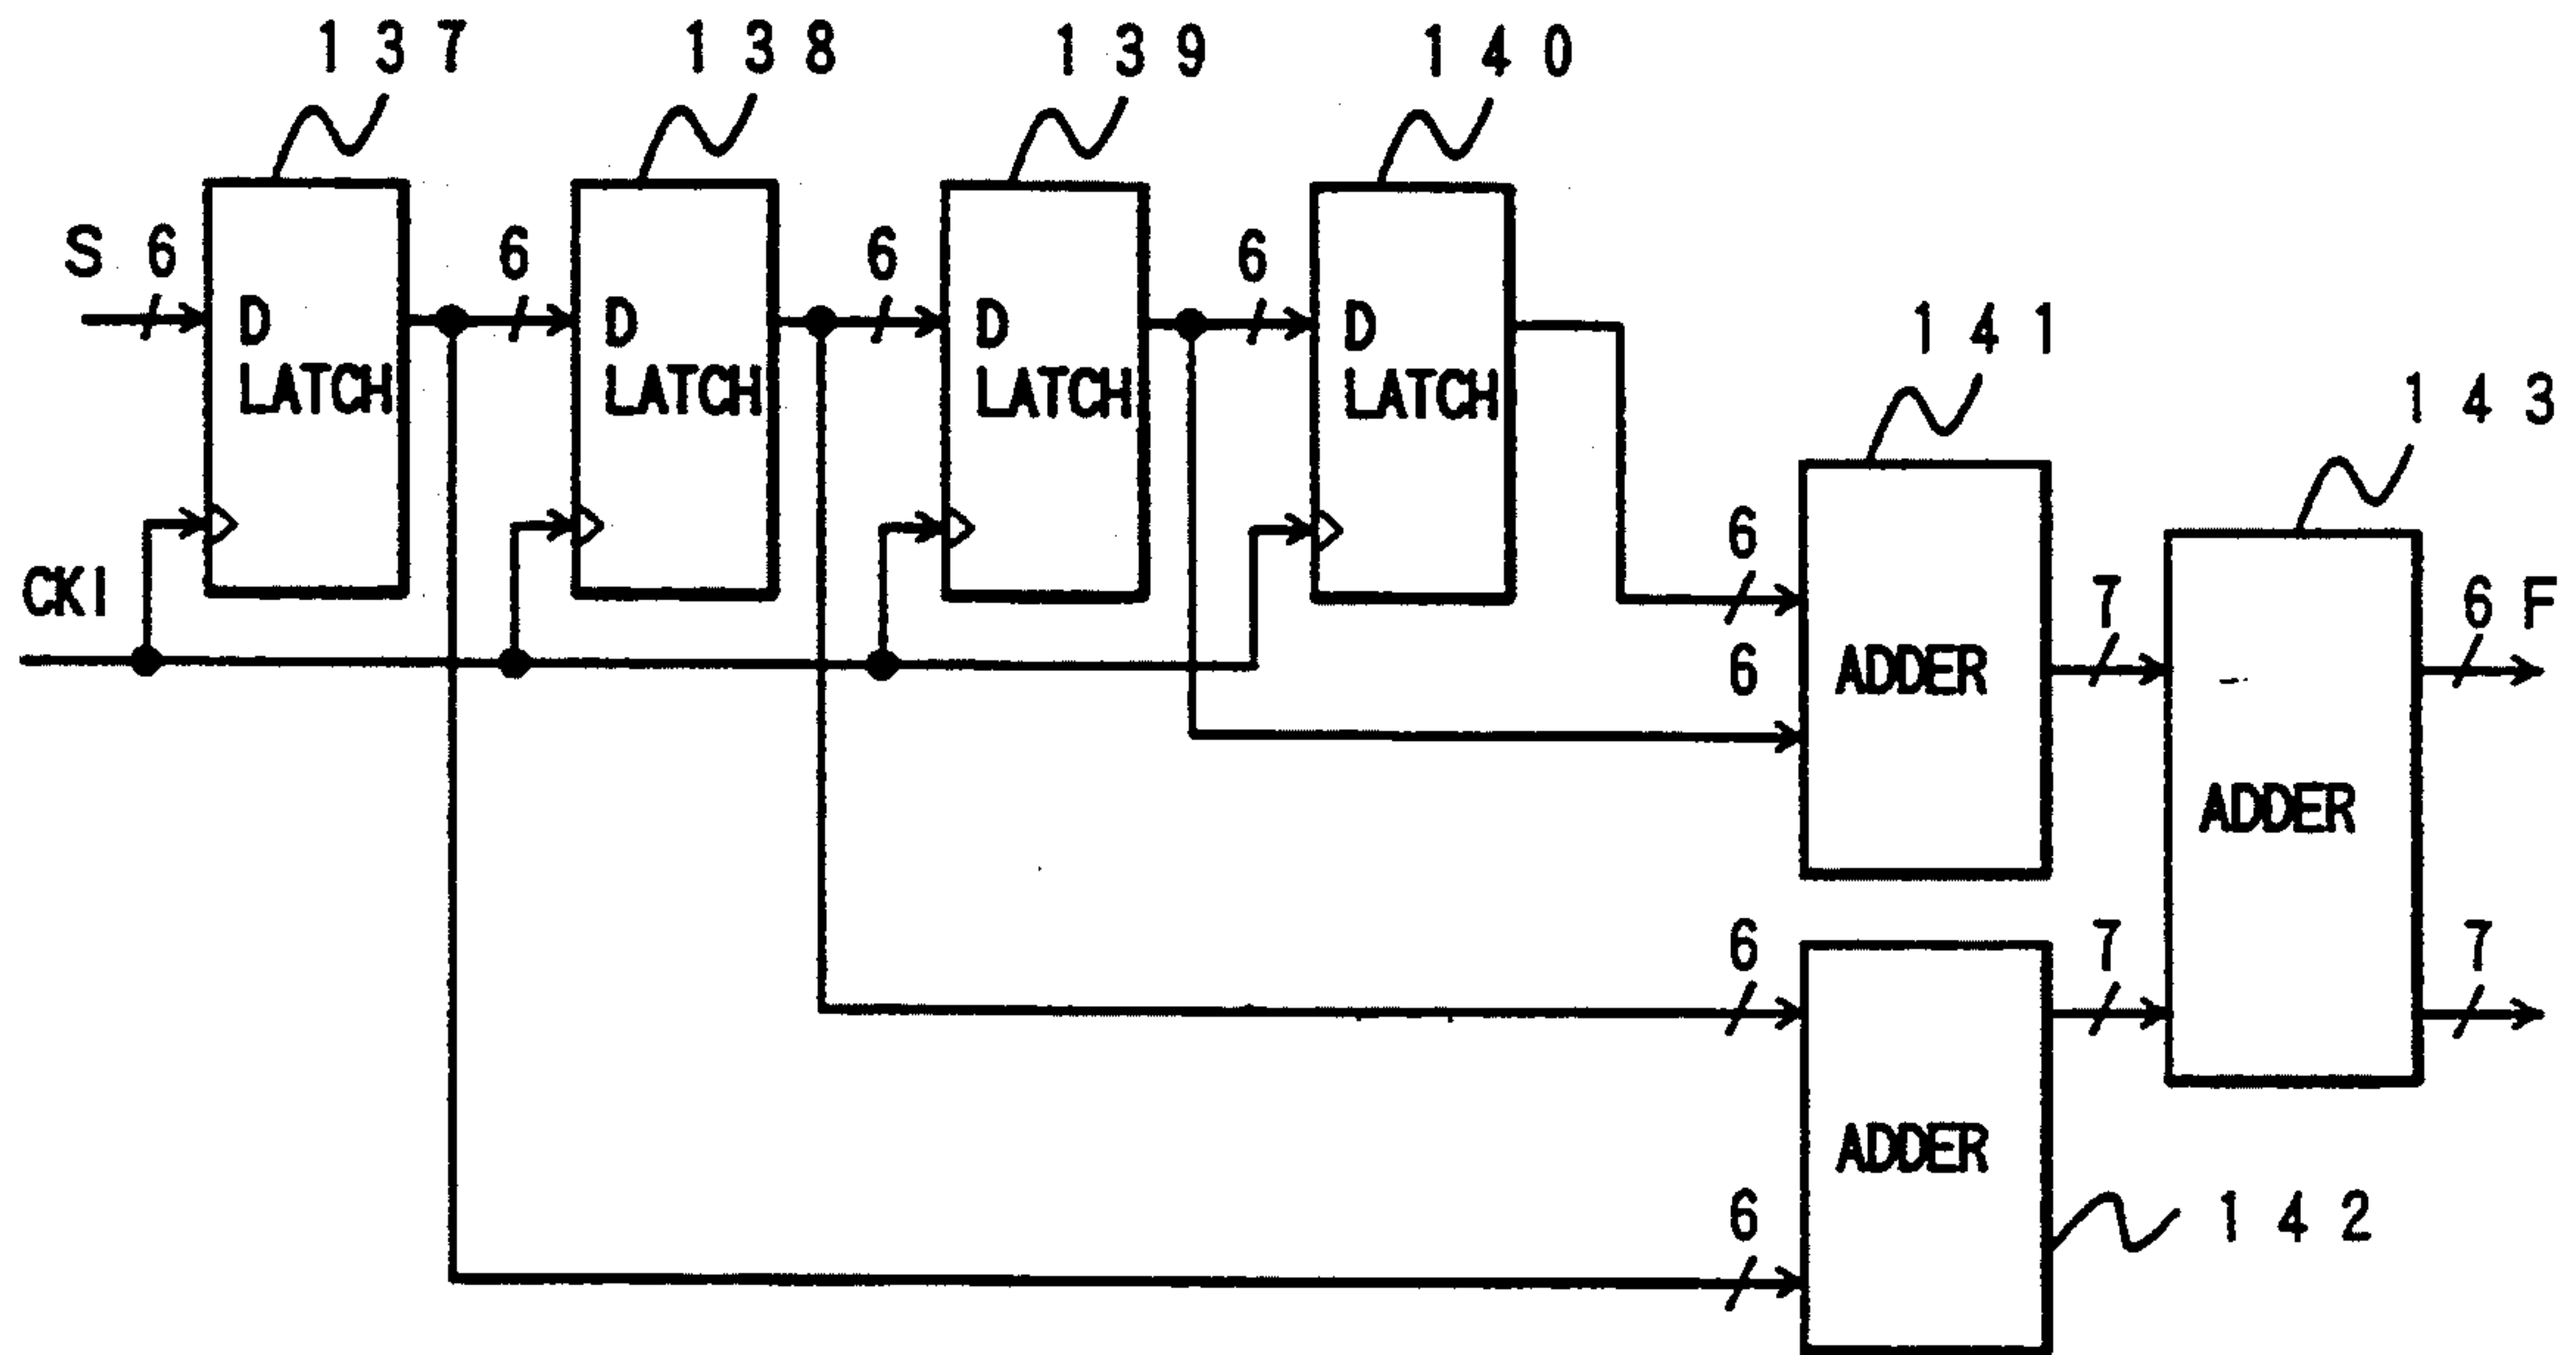 137 138 139 140
S 6 6 6 6
D LATCH
D LATCH
D LATCH
D LATCH
CKI
141
143
6
6
ADDER
7
6 F
ADDER
6
7
7
ADDER
6
142